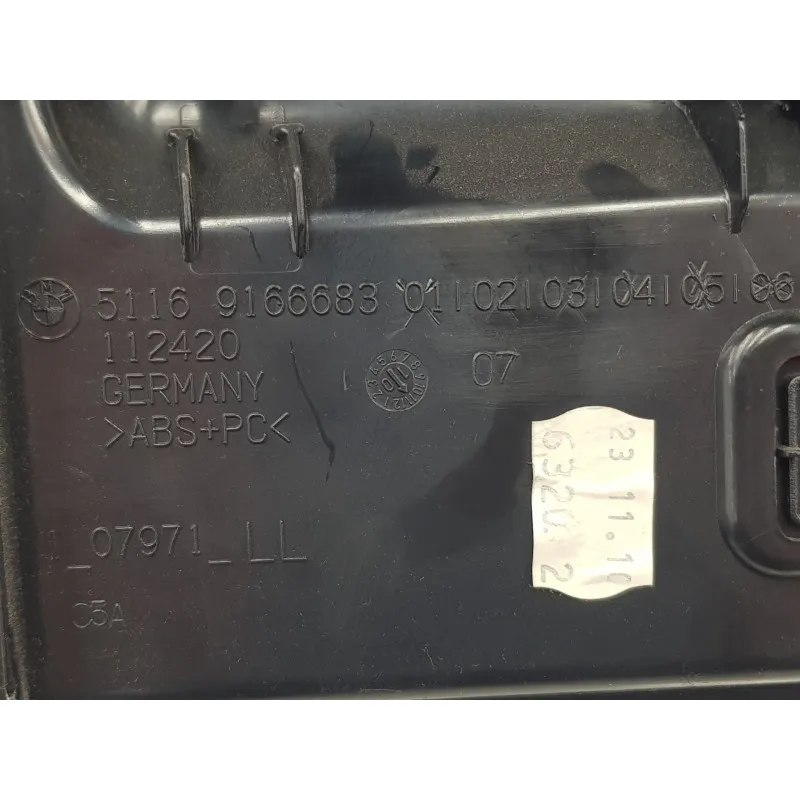 BMW 5116 9166683 01|02|03|04|05|06
112420
GERMANY
07
>ABS+PC<
_07971_LL
C5A
23 11.10
6320. 2